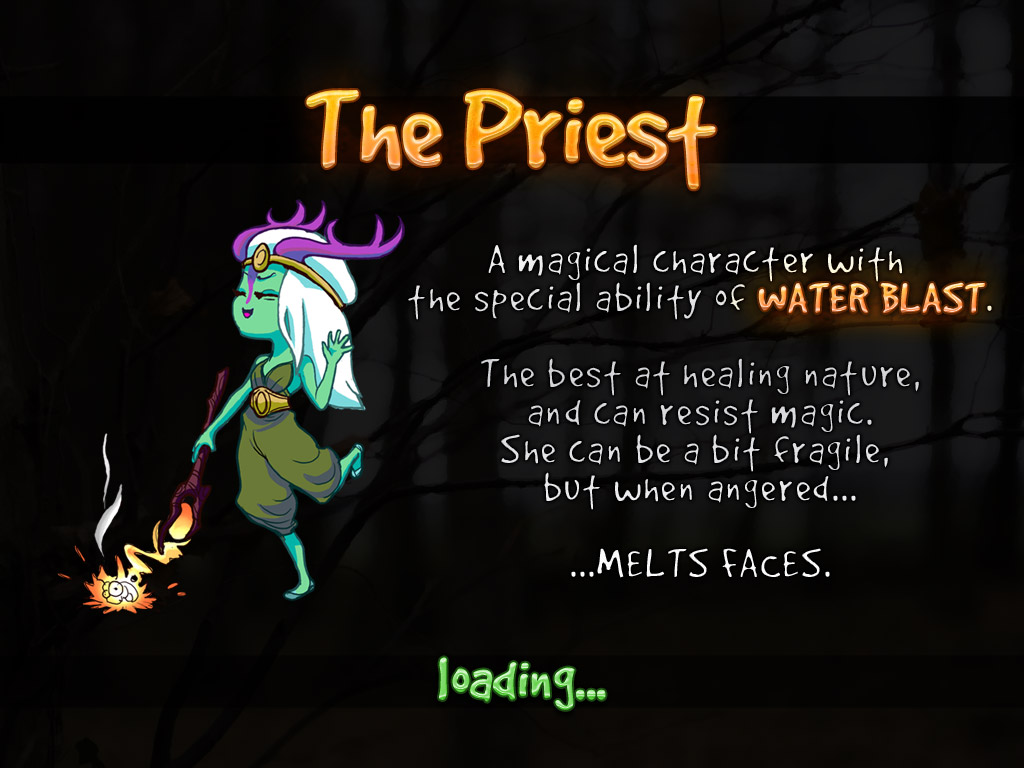 The Priest
A magical character with
the special ability of WATER BLAST.
The best at healing nature,
and can resist magic.
She can be a bit fragile,
but when angered...
...MELTS FACES.
loading...